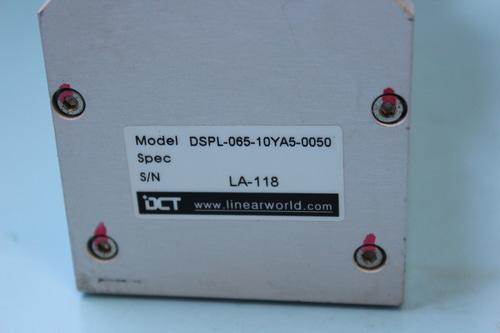 Model DSPL-065-10YA5-0050
Spec
S/N LA-118
DCT www.linearworld.com